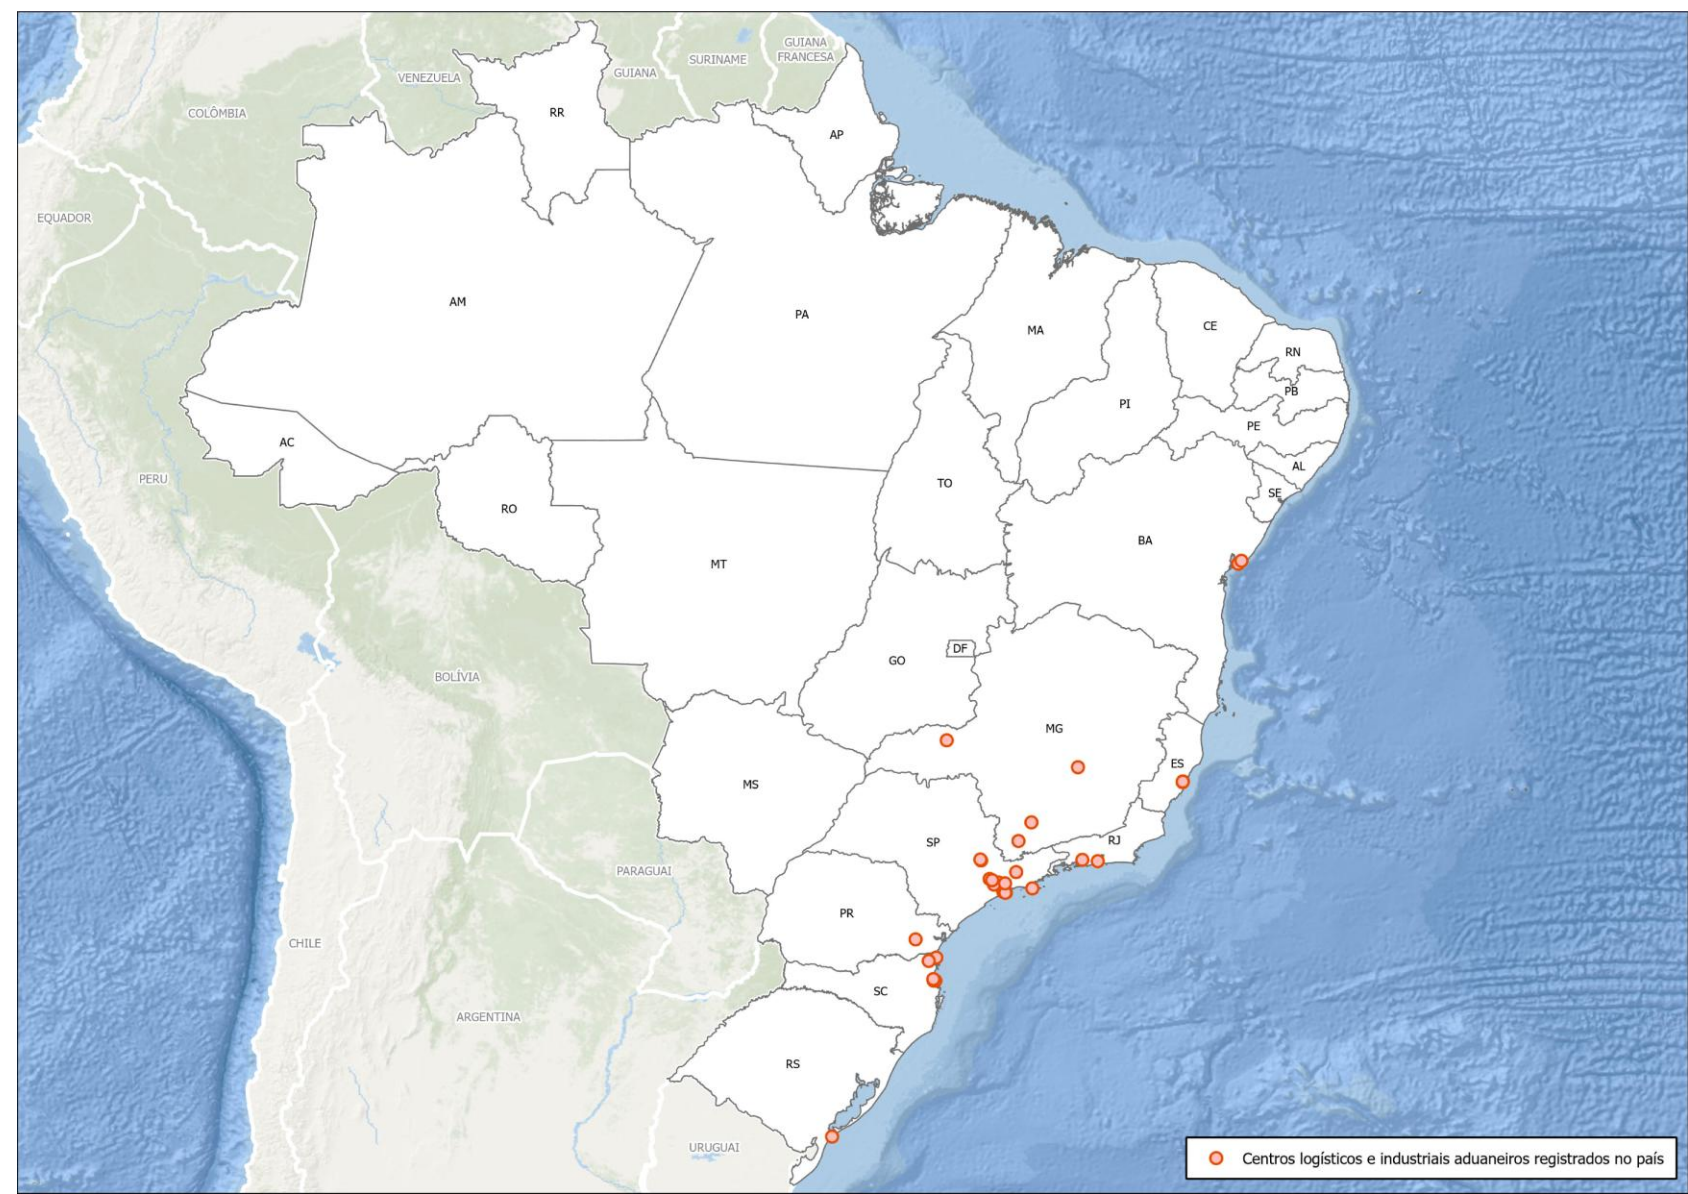 GUIANA
FRANCESA
SURINAME
GUIANA
VENEZUELA
COLÔMBIA
RR
AP
EQUADOR
AM
PA
MA
CE
RN
PB
PI
PE
AL
SE
AC
PERU
RO
TO
BA
MT
DF
GO
BOLÍVIA
MG
ES
MS
RJ
SP
PARAGUAI
PR
CHILE
SC
ARGENTINA
RS
URUGUAI
Centros logísticos e industriais aduaneiros registrados no país